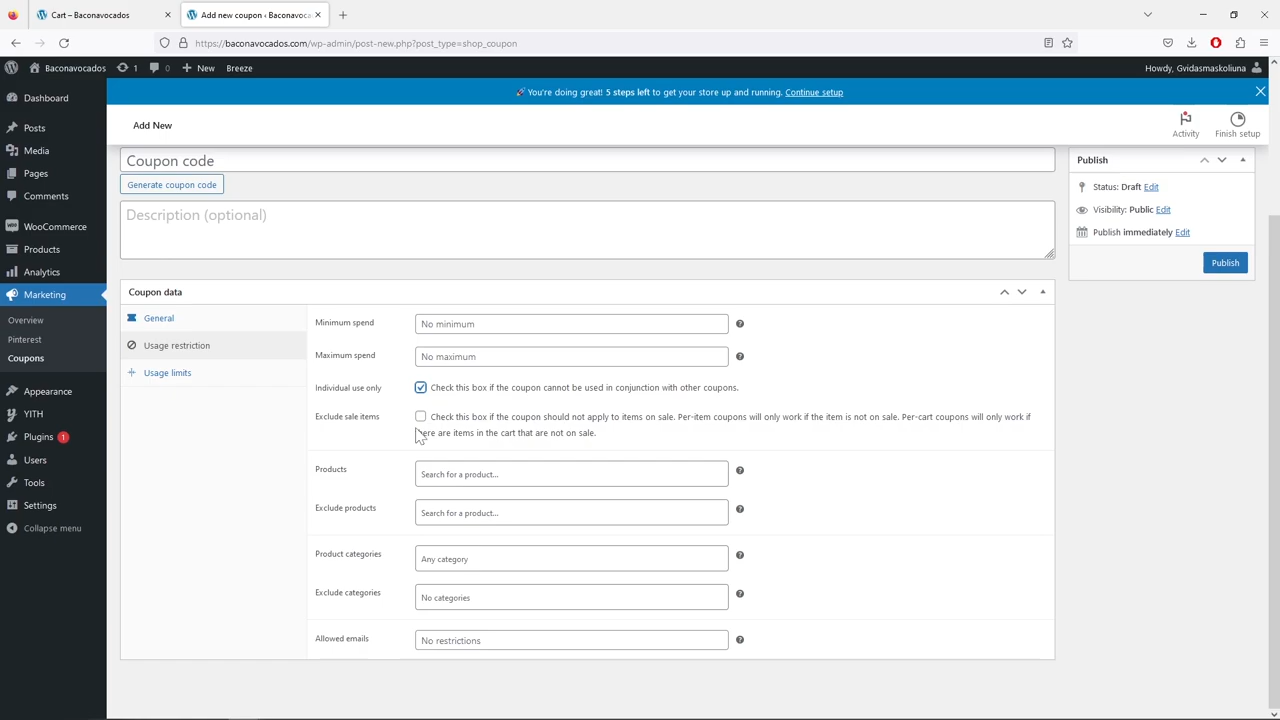 Cart – Baconavocados
Add new coupon ‹ Baconavoc
https://baconavocados.com/wp-admin/post-new.php?post_type=shop_coupon
Baconavocados
1
0
New
Breeze
Howdy, Gvidasmaskoliuna
Dashboard
Posts
Media
Pages
Comments
WooCommerce
Products
Analytics
Marketing
Overview
Pinterest
Coupons
Appearance
YITH
Plugins 1
Users
Tools
Settings
Collapse menu
You're doing great! 5 steps left to get your store up and running. Continue setup
Add New
Activity
Finish setup
Coupon code
Generate coupon code
Description (optional)
Publish
Status: Draft Edit
Visibility: Public Edit
Publish immediately Edit
Publish
Coupon data
General
Usage restriction
Usage limits
Minimum spend
No minimum
Maximum spend
No maximum
Individual use only
Check this box if the coupon cannot be used in conjunction with other coupons.
Exclude sale items
Check this box if the coupon should not apply to items on sale. Per-item coupons will only work if the item is not on sale. Per-cart coupons will only work if
there are items in the cart that are not on sale.
Products
Search for a product…
Exclude products
Search for a product…
Product categories
Any category
Exclude categories
No categories
Allowed emails
No restrictions